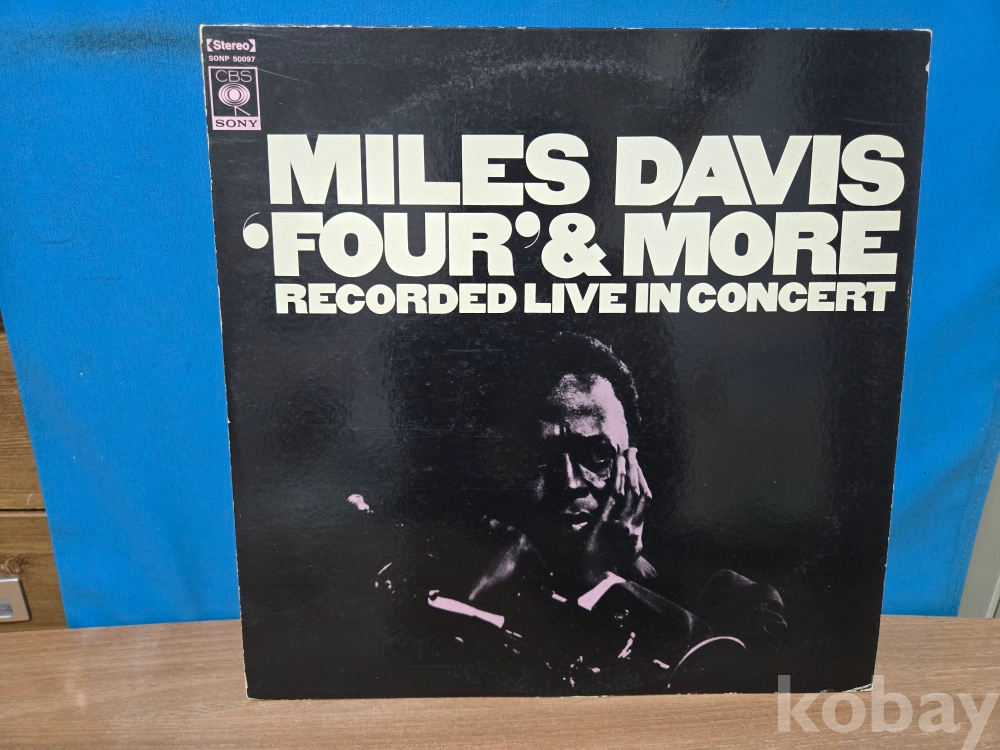 【Stereo】
SONP 50097
CBS
SONY
MILES DAVIS
‘FOUR’ & MORE
RECORDED LIVE IN CONCERT
kobay